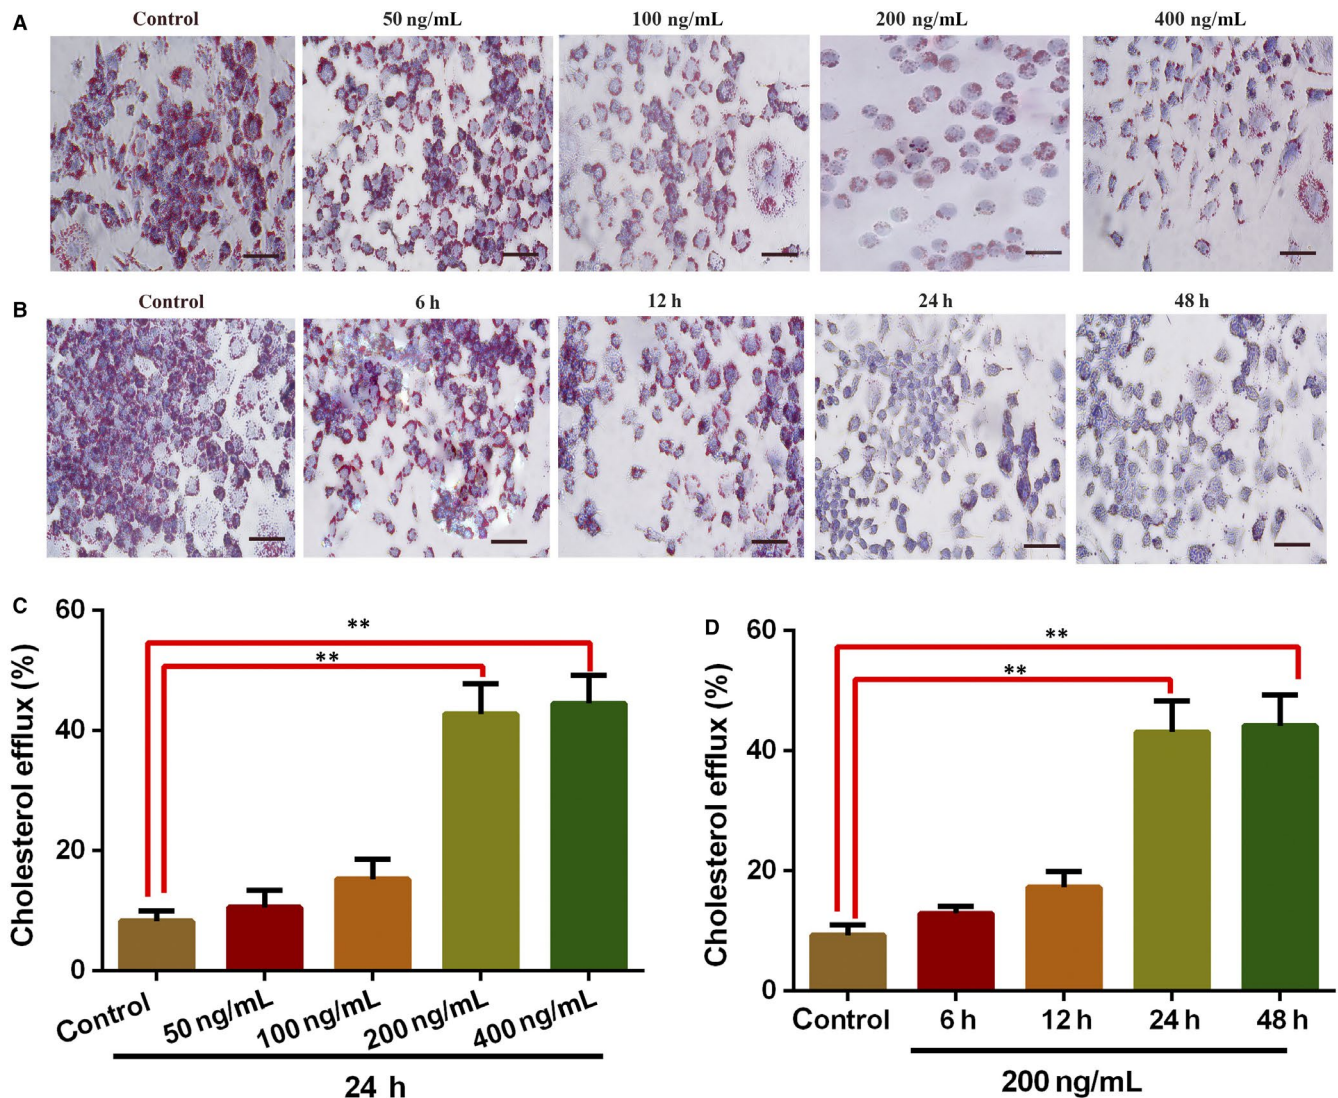 A
Control 50 ng/mL 100 ng/mL 200 ng/mL 400 ng/mL
B
Control 6 h 12 h 24 h 48 h
C
Cholesterol efflux (%)
60
40
20
0
**
**
Control 50 ng/mL 100 ng/mL 200 ng/mL 400 ng/mL
24 h
D
Cholesterol efflux (%)
60
40
20
0
**
**
Control 6 h 12 h 24 h 48 h
200 ng/mL